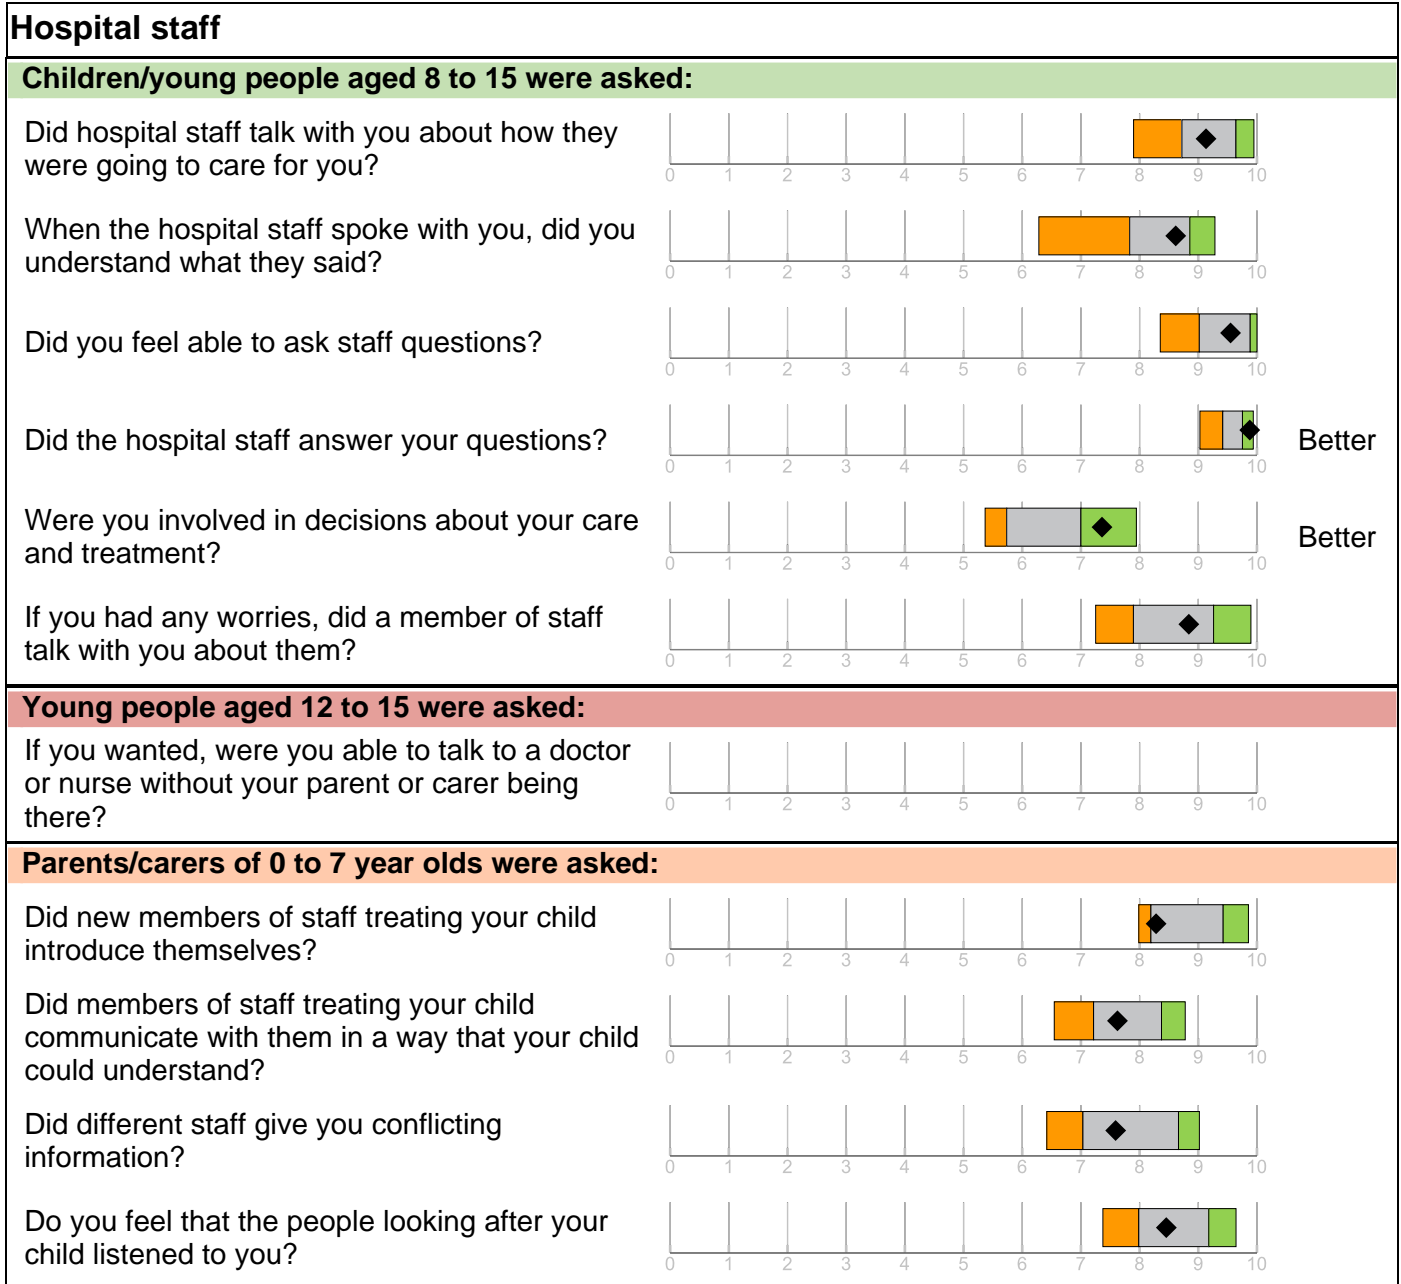 Hospital staff
Children/young people aged 8 to 15 were asked:
Did hospital staff talk with you about how they
were going to care for you?
0 1 2 3 4 5 6 7 8 9 10
When the hospital staff spoke with you, did you
understand what they said?
0 1 2 3 4 5 6 7 8 9 10
Did you feel able to ask staff questions?
0 1 2 3 4 5 6 7 8 9 10
Did the hospital staff answer your questions?
Better
0 1 2 3 4 5 6 7 8 9 10
Were you involved in decisions about your care
and treatment?
Better
0 1 2 3 4 5 6 7 8 9 10
If you had any worries, did a member of staff
talk with you about them?
0 1 2 3 4 5 6 7 8 9 10
Young people aged 12 to 15 were asked:
If you wanted, were you able to talk to a doctor
or nurse without your parent or carer being
there?
0 1 2 3 4 5 6 7 8 9 10
Parents/carers of 0 to 7 year olds were asked:
Did new members of staff treating your child
introduce themselves?
0 1 2 3 4 5 6 7 8 9 10
Did members of staff treating your child
communicate with them in a way that your child
could understand?
0 1 2 3 4 5 6 7 8 9 10
Did different staff give you conflicting
information?
0 1 2 3 4 5 6 7 8 9 10
Do you feel that the people looking after your
child listened to you?
0 1 2 3 4 5 6 7 8 9 10